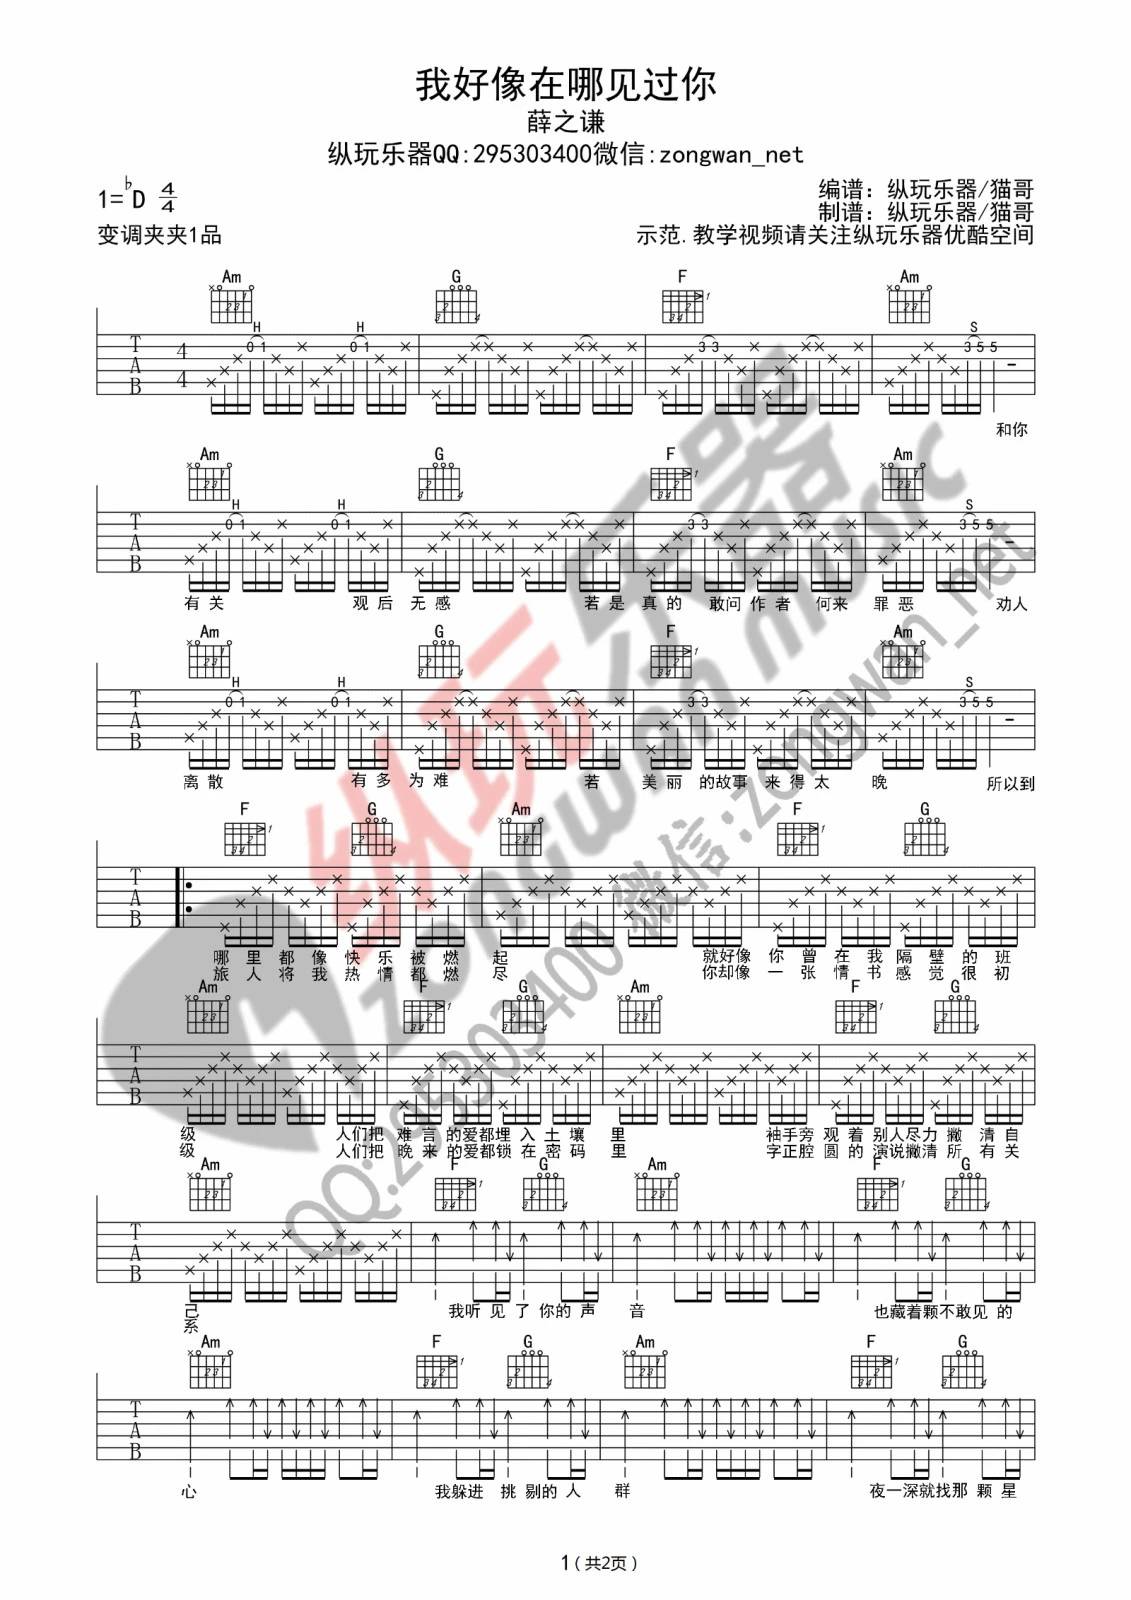 我好像在哪见过你
薛之谦
纵玩乐器QQ:295303400微信:zongwan_net
1=♭D 4/4
编谱：纵玩乐器/猫哥
制谱：纵玩乐器/猫哥
变调夹夹1品
示范.教学视频请关注纵玩乐器优酷空间
Am G F Am
H H S
T A B 4 4 0 1 0 1 3 3 3 5 5
和你
Am G F Am
H H S
T A B 0 1 0 1 3 3 3 5 5
有关 观后无感 若是真的敢问作者何来罪恶 劝人
Am G F Am
H H S
T A B 0 1 0 1 3 3 3 5 5
离散 有多为难 若 美丽的故事来得太晚 所以到
F G Am F G
T A B
哪里都像快乐被燃起 就好像你曾在我隔壁的班
旅人将我热情都燃尽 你却像一张情书感觉很初
Am F G Am F G
T A B
级 人们把难言的爱都埋入土壤里 袖手旁观着别人尽力撇清自
级 人们把晚来的爱都锁在密码里 字正腔圆的演说撇清所有关
Am F G Am F G
T A B
己 我听见了你的声音 也藏着颗不敢见的
系
Am F G Am F G
T A B
心 我躲进挑剔的人群 夜一深就找那颗星
1（共2页）
纵玩乐器
zongwan music
QQ:295303400 微信:zongwan_net